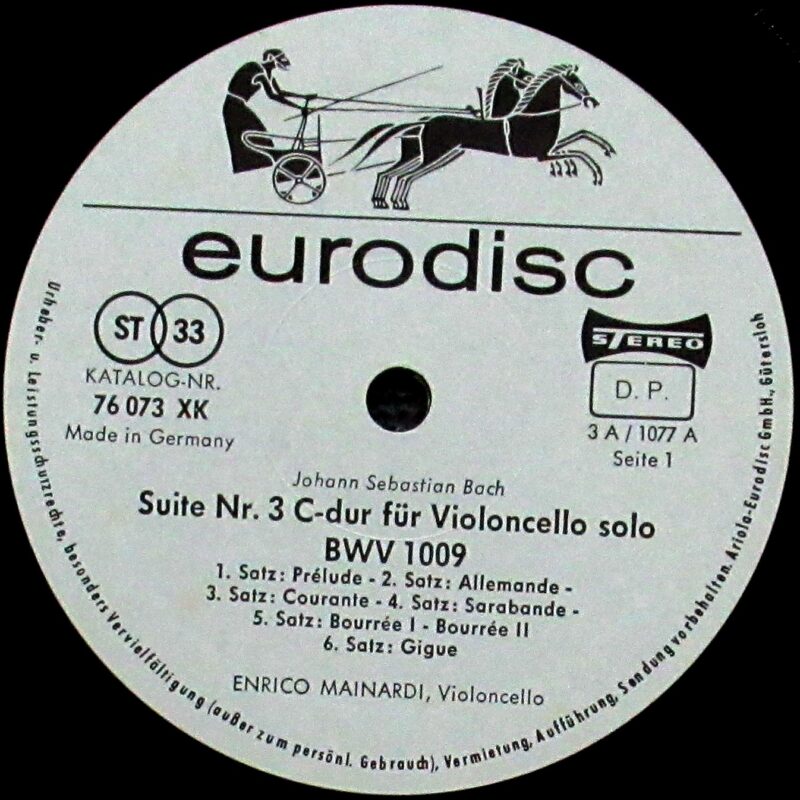 eurodisc
ST 33
KATALOG-NR.
76 073 XK
Made in Germany
STEREO
D. P.
3 A / 1077 A
Seite 1
Johann Sebastian Bach
Suite Nr. 3 C-dur für Violoncello solo
BWV 1009
1. Satz: Prélude - 2. Satz: Allemande -
3. Satz: Courante - 4. Satz: Sarabande -
5. Satz: Bourrée I - Bourrée II
6. Satz: Gigue
ENRICO MAINARDI, Violoncello
Urheber- u. Leistungsschutzrechte, besonders Vervielfältigung (außer zum persönl. Gebrauch), Vermietung, Aufführung, Sendung vorbehalten. Ariola-Eurodisc GmbH., Gütersloh